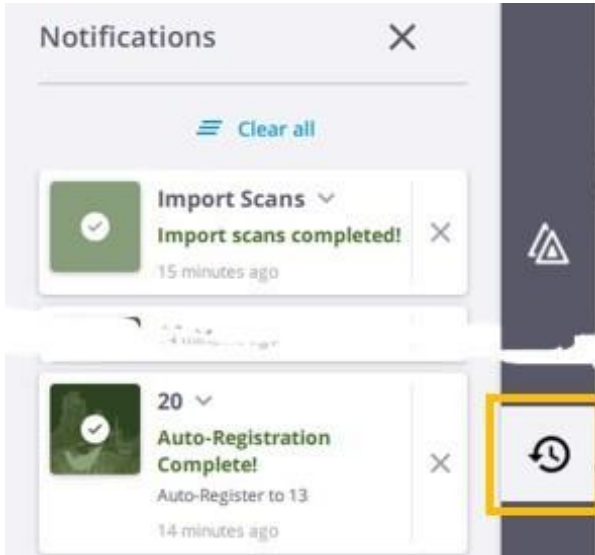 Notifications
Clear all
Import Scans
Import scans completed!
15 minutes ago
20
Auto-Registration
Complete!
Auto-Register to 13
14 minutes ago